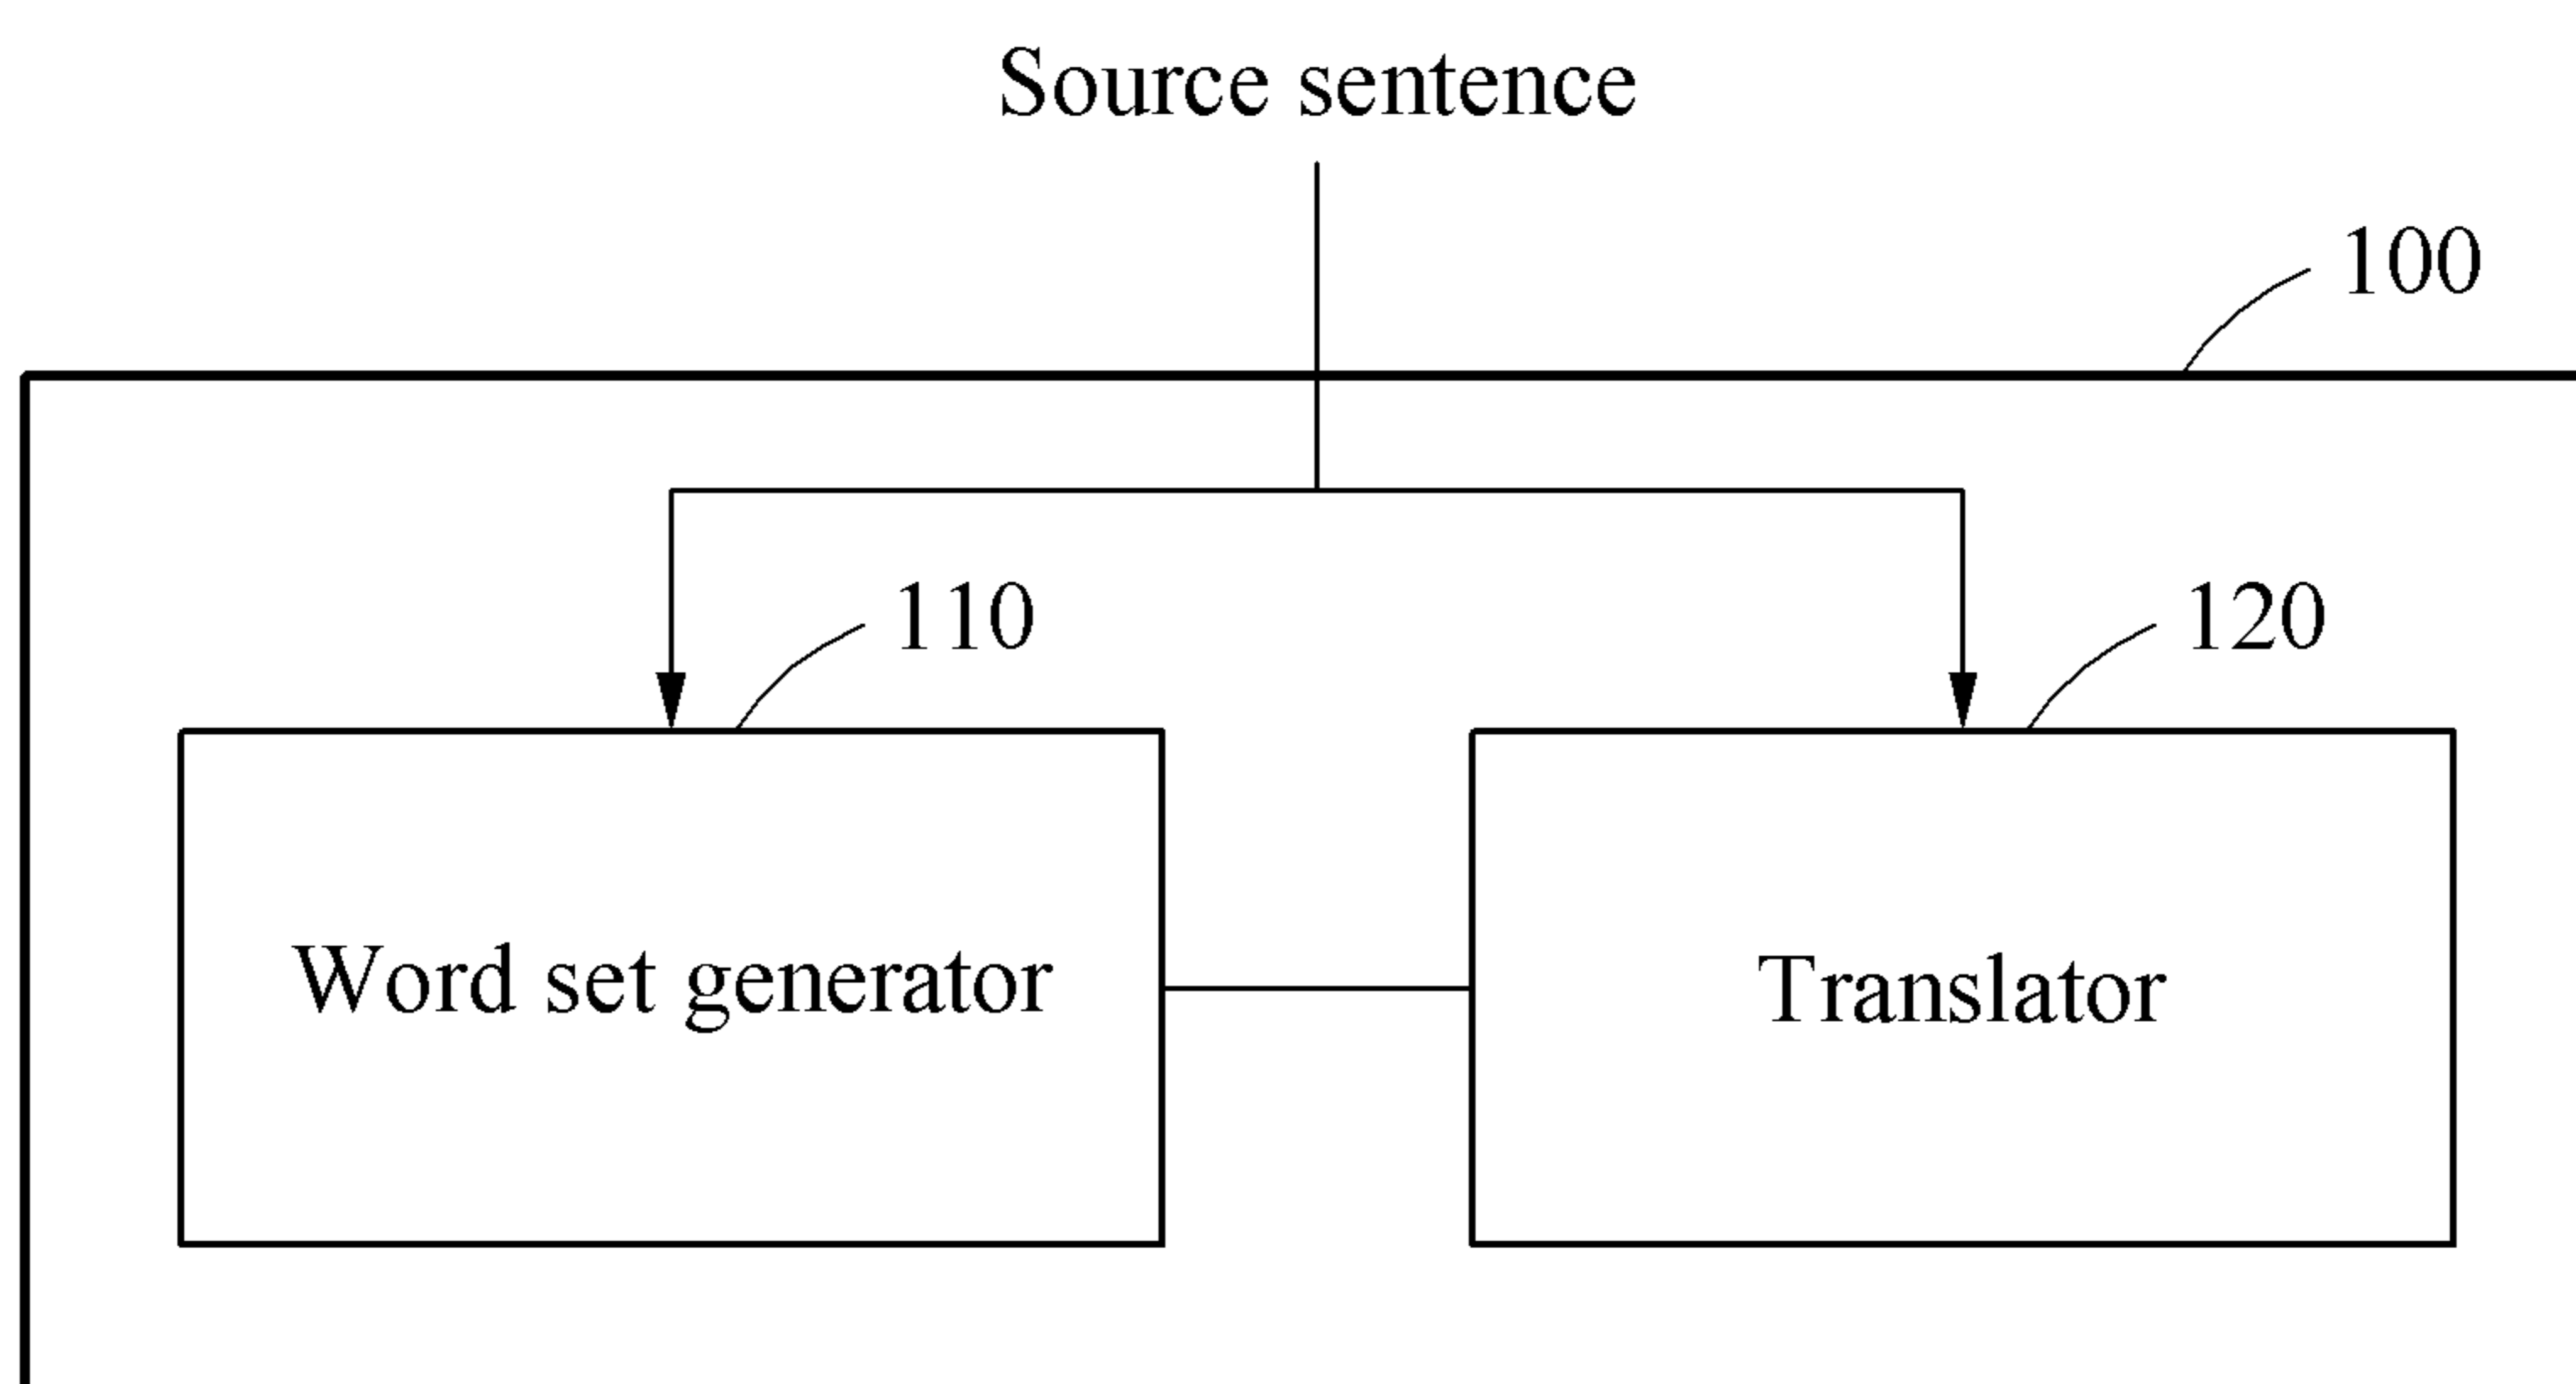 Source sentence
100
110
120
Word set generator
Translator